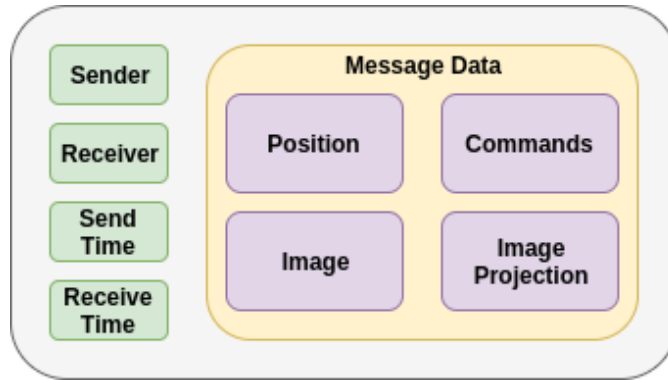 Sender
Receiver
Send
Time
Receive
Time
Message Data
Position
Commands
Image
Image
Projection